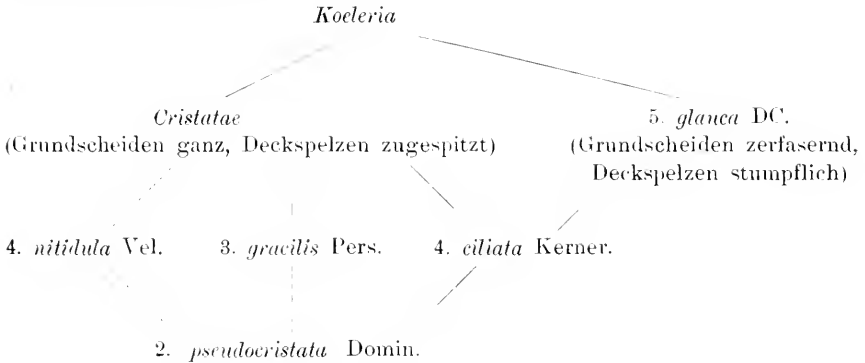 Koeleria
Cristatae 5. glauca DC.
(Grundscheiden ganz, Deckspelzen zugespitzt) (Grundscheiden zerfasernd,
Deckspelzen stumpflich)
4. nitidula Vel. 3. gracilis Pers. 4. ciliata Kerner.
2. pseudocristata Domin.